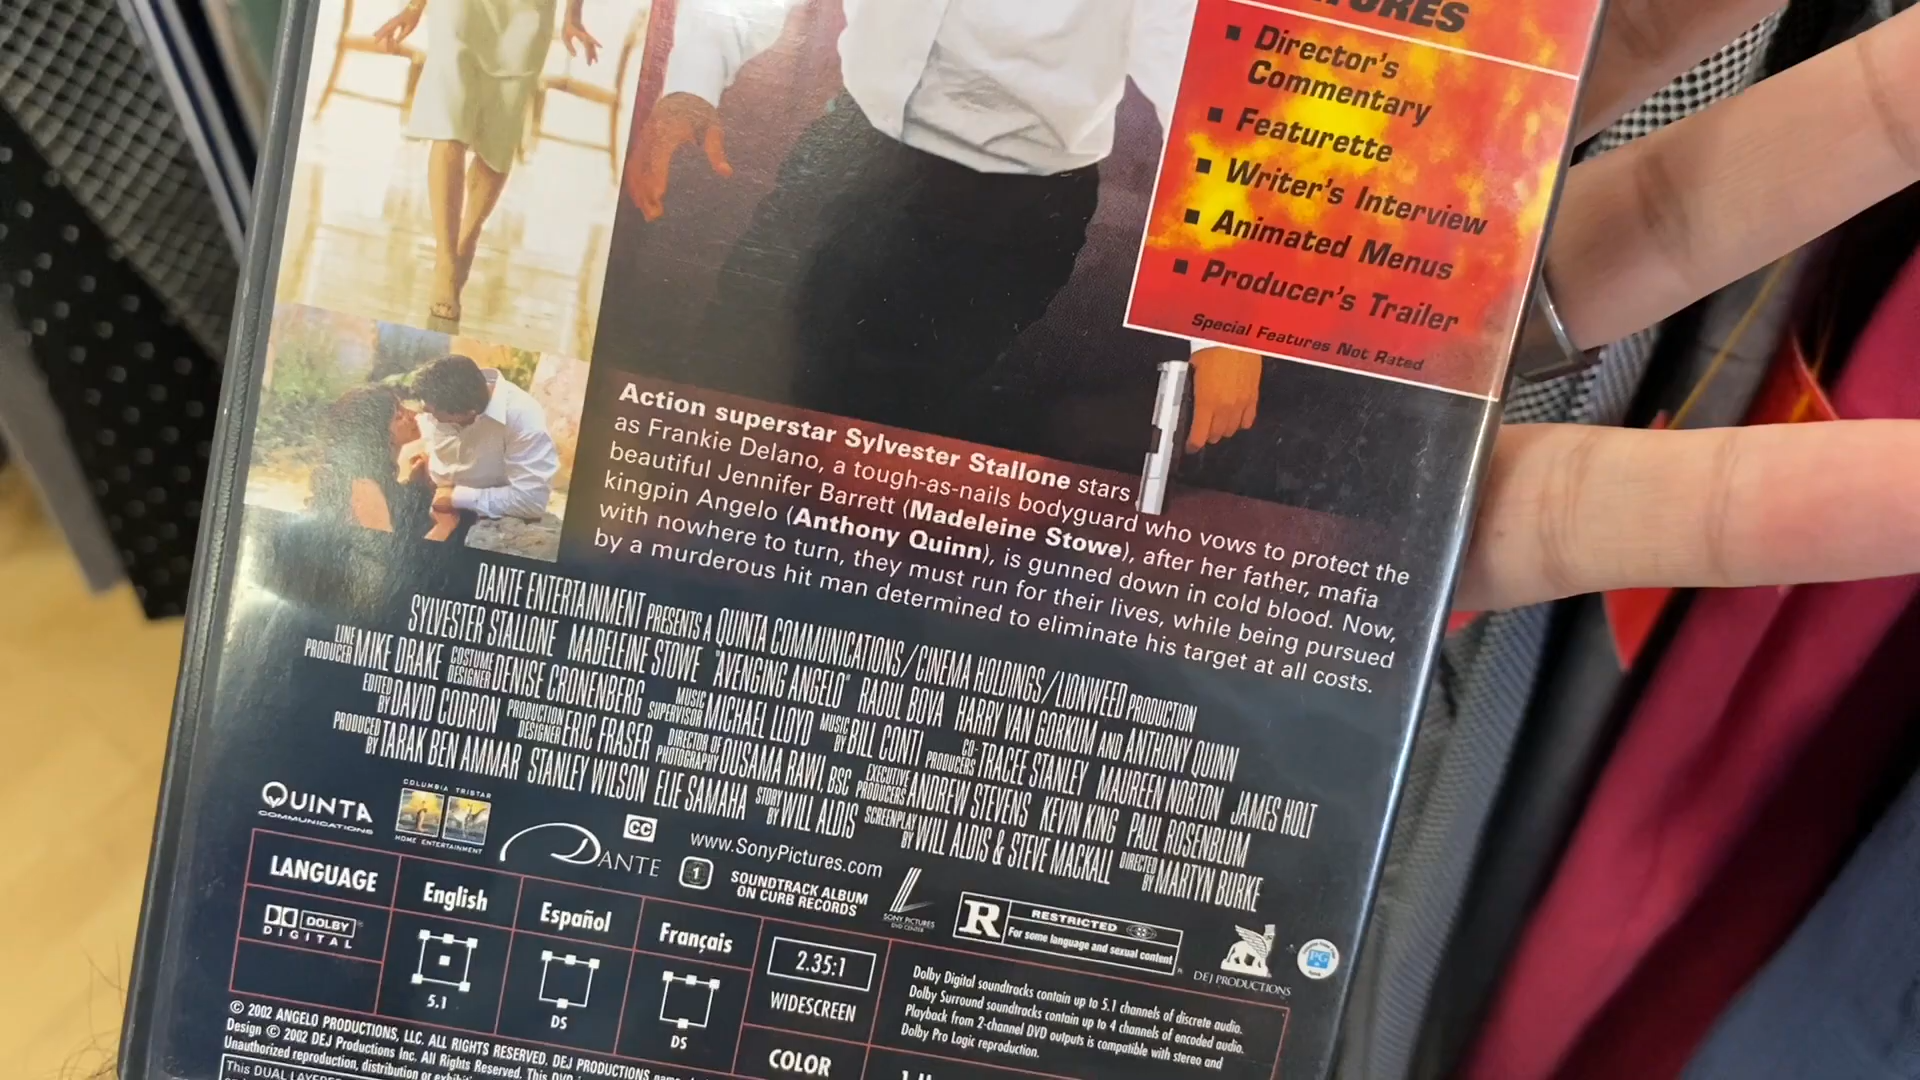 Director's
Commentary
Featurette
Writer's Interview
Animated Menus
Producer's Trailer
Special Features Not Rated
Action superstar Sylvester Stallone stars
as Frankie Delano, a tough-as-nails bodyguard who vows to protect the
beautiful Jennifer Barrett (Madeleine Stowe), after her father, mafia
kingpin Angelo (Anthony Quinn), is gunned down in cold blood. Now,
with nowhere to turn, they must run for their lives, while being pursued
by a murderous hit man determined to eliminate his target at all costs.
DANTE ENTERTAINMENT PRESENTS A QUINTA COMMUNICATIONS/CINEMA HOLDINGS/LIONWEED PRODUCTION
SYLVESTER STALLONE MADELEINE STOWE "AVENGING ANGELO" RAOUL BOVA HARRY VAN GORKUM AND ANTHONY QUINN
LINE PRODUCER MIKE DRAKE COSTUME DESIGNER DENISE CRONENBERG MUSIC SUPERVISOR MICHAEL LLOYD MUSIC BY BILL CONTI CO-PRODUCERS TRACEE STANLEY MAUREEN NORTON JAMES HOLT
EDITED BY DAVID CODRON PRODUCTION DESIGNER ERIC FRASER DIRECTOR OF PHOTOGRAPHY OUSAMA RAWI, BSC EXECUTIVE PRODUCERS ANDREW STEVENS KEVIN KING PAUL ROSENBLUM
PRODUCED BY TARAK BEN AMMAR STANLEY WILSON ELIE SAMAHA STORY BY WILL ALDIS SCREENPLAY BY WILL ALDIS & STEVE MACKALL DIRECTED BY MARTYN BURKE
QUINTA
COMMUNICATIONS
COLUMBIA TRISTAR
HOME ENTERTAINMENT
DANTE
CC
www.SonyPictures.com
1
SOUNDTRACK ALBUM
ON CURB RECORDS
SONY PICTURES
DVD CENTER
R
RESTRICTED
For some language and sexual content
DEJ PRODUCTIONS
PG
LANGUAGE
English
Español
Français
DOLBY
DIGITAL
5.1
DS
DS
2.35:1
WIDESCREEN
COLOR
Dolby Digital soundtracks contain up to 5.1 channels of discrete audio.
Dolby Surround soundtracks contain up to 4 channels of encoded audio.
Playback from 2-channel DVD outputs is compatible with stereo and
Dolby Pro Logic reproduction.
© 2002 ANGELO PRODUCTIONS, LLC. ALL RIGHTS RESERVED. DEJ PRODUCTIONS
Design © 2002 DEJ Productions Inc. All Rights Reserved. This DVD
Unauthorized reproduction, distribution or
This DUAL